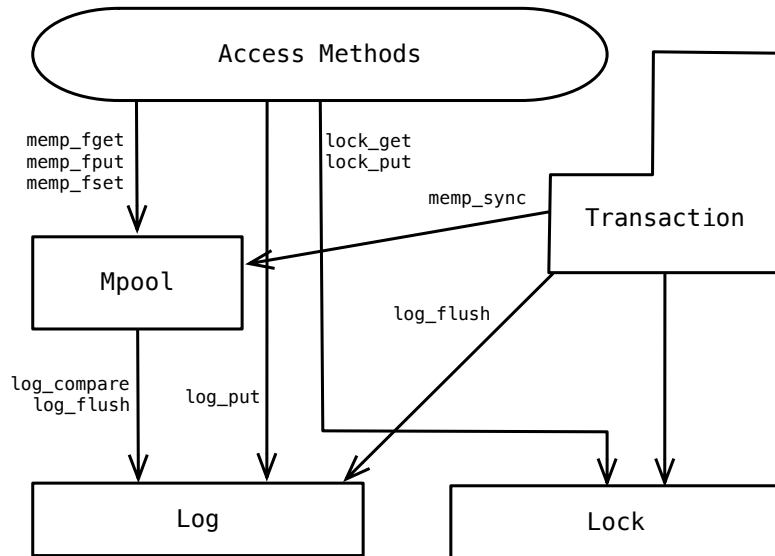 Access Methods
memp_fget
memp_fput
memp_fset
lock_get
lock_put
memp_sync
Transaction
Mpool
log_flush
log_compare
log_flush
log_put
Log
Lock